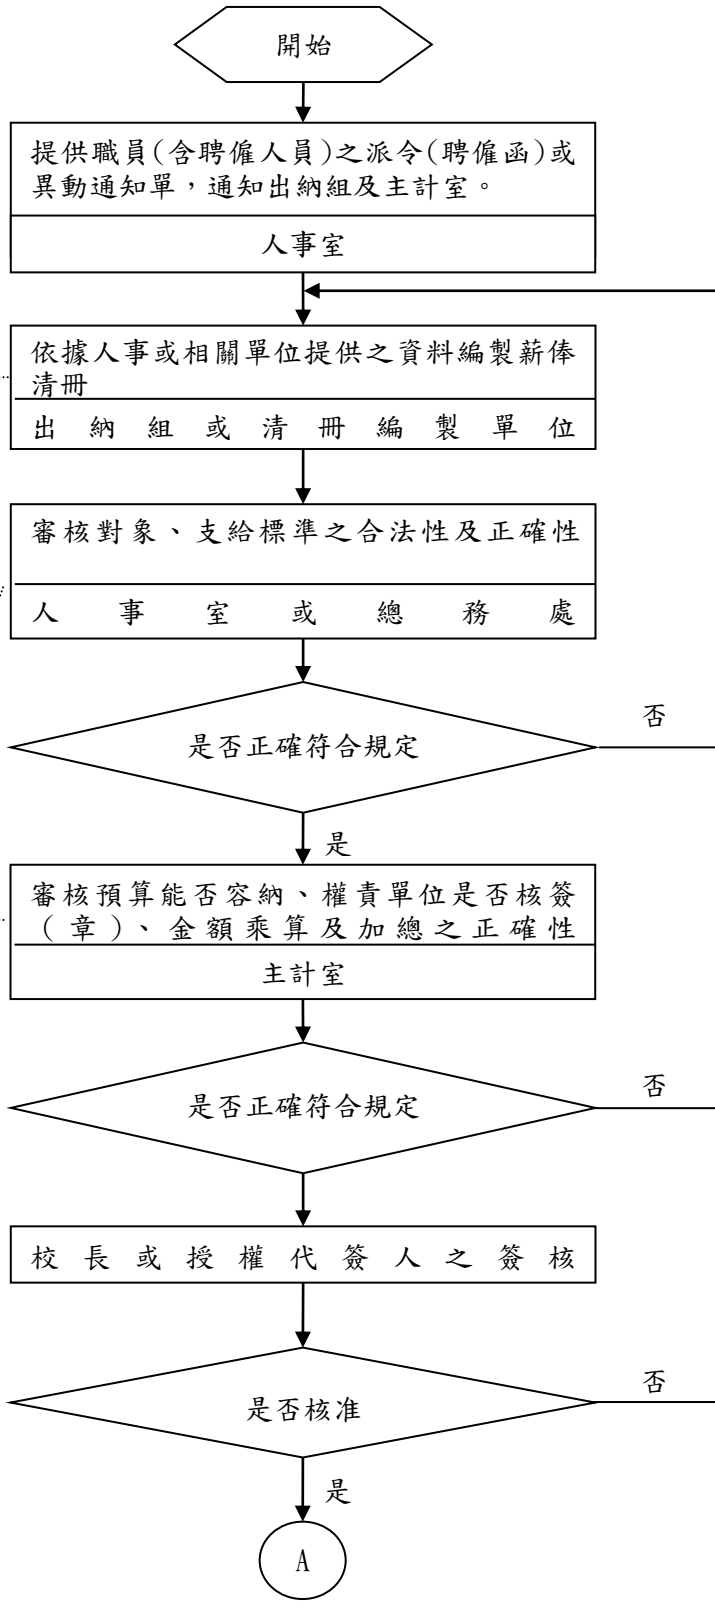 開始
提供職員(含聘僱人員)之派令(聘僱函)或
異動通知單，通知出納組及主計室。
人事室
依據人事或相關單位提供之資料編製薪俸
清冊
出納組或清冊編製單位
審核對象、支給標準之合法性及正確性
人事室或總務處
是否正確符合規定
否
是
審核預算能否容納、權責單位是否核簽
(章)、金額乘算及加總之正確性
主計室
是否正確符合規定
否
校長或授權代簽人之簽核
是否核准
否
是
A